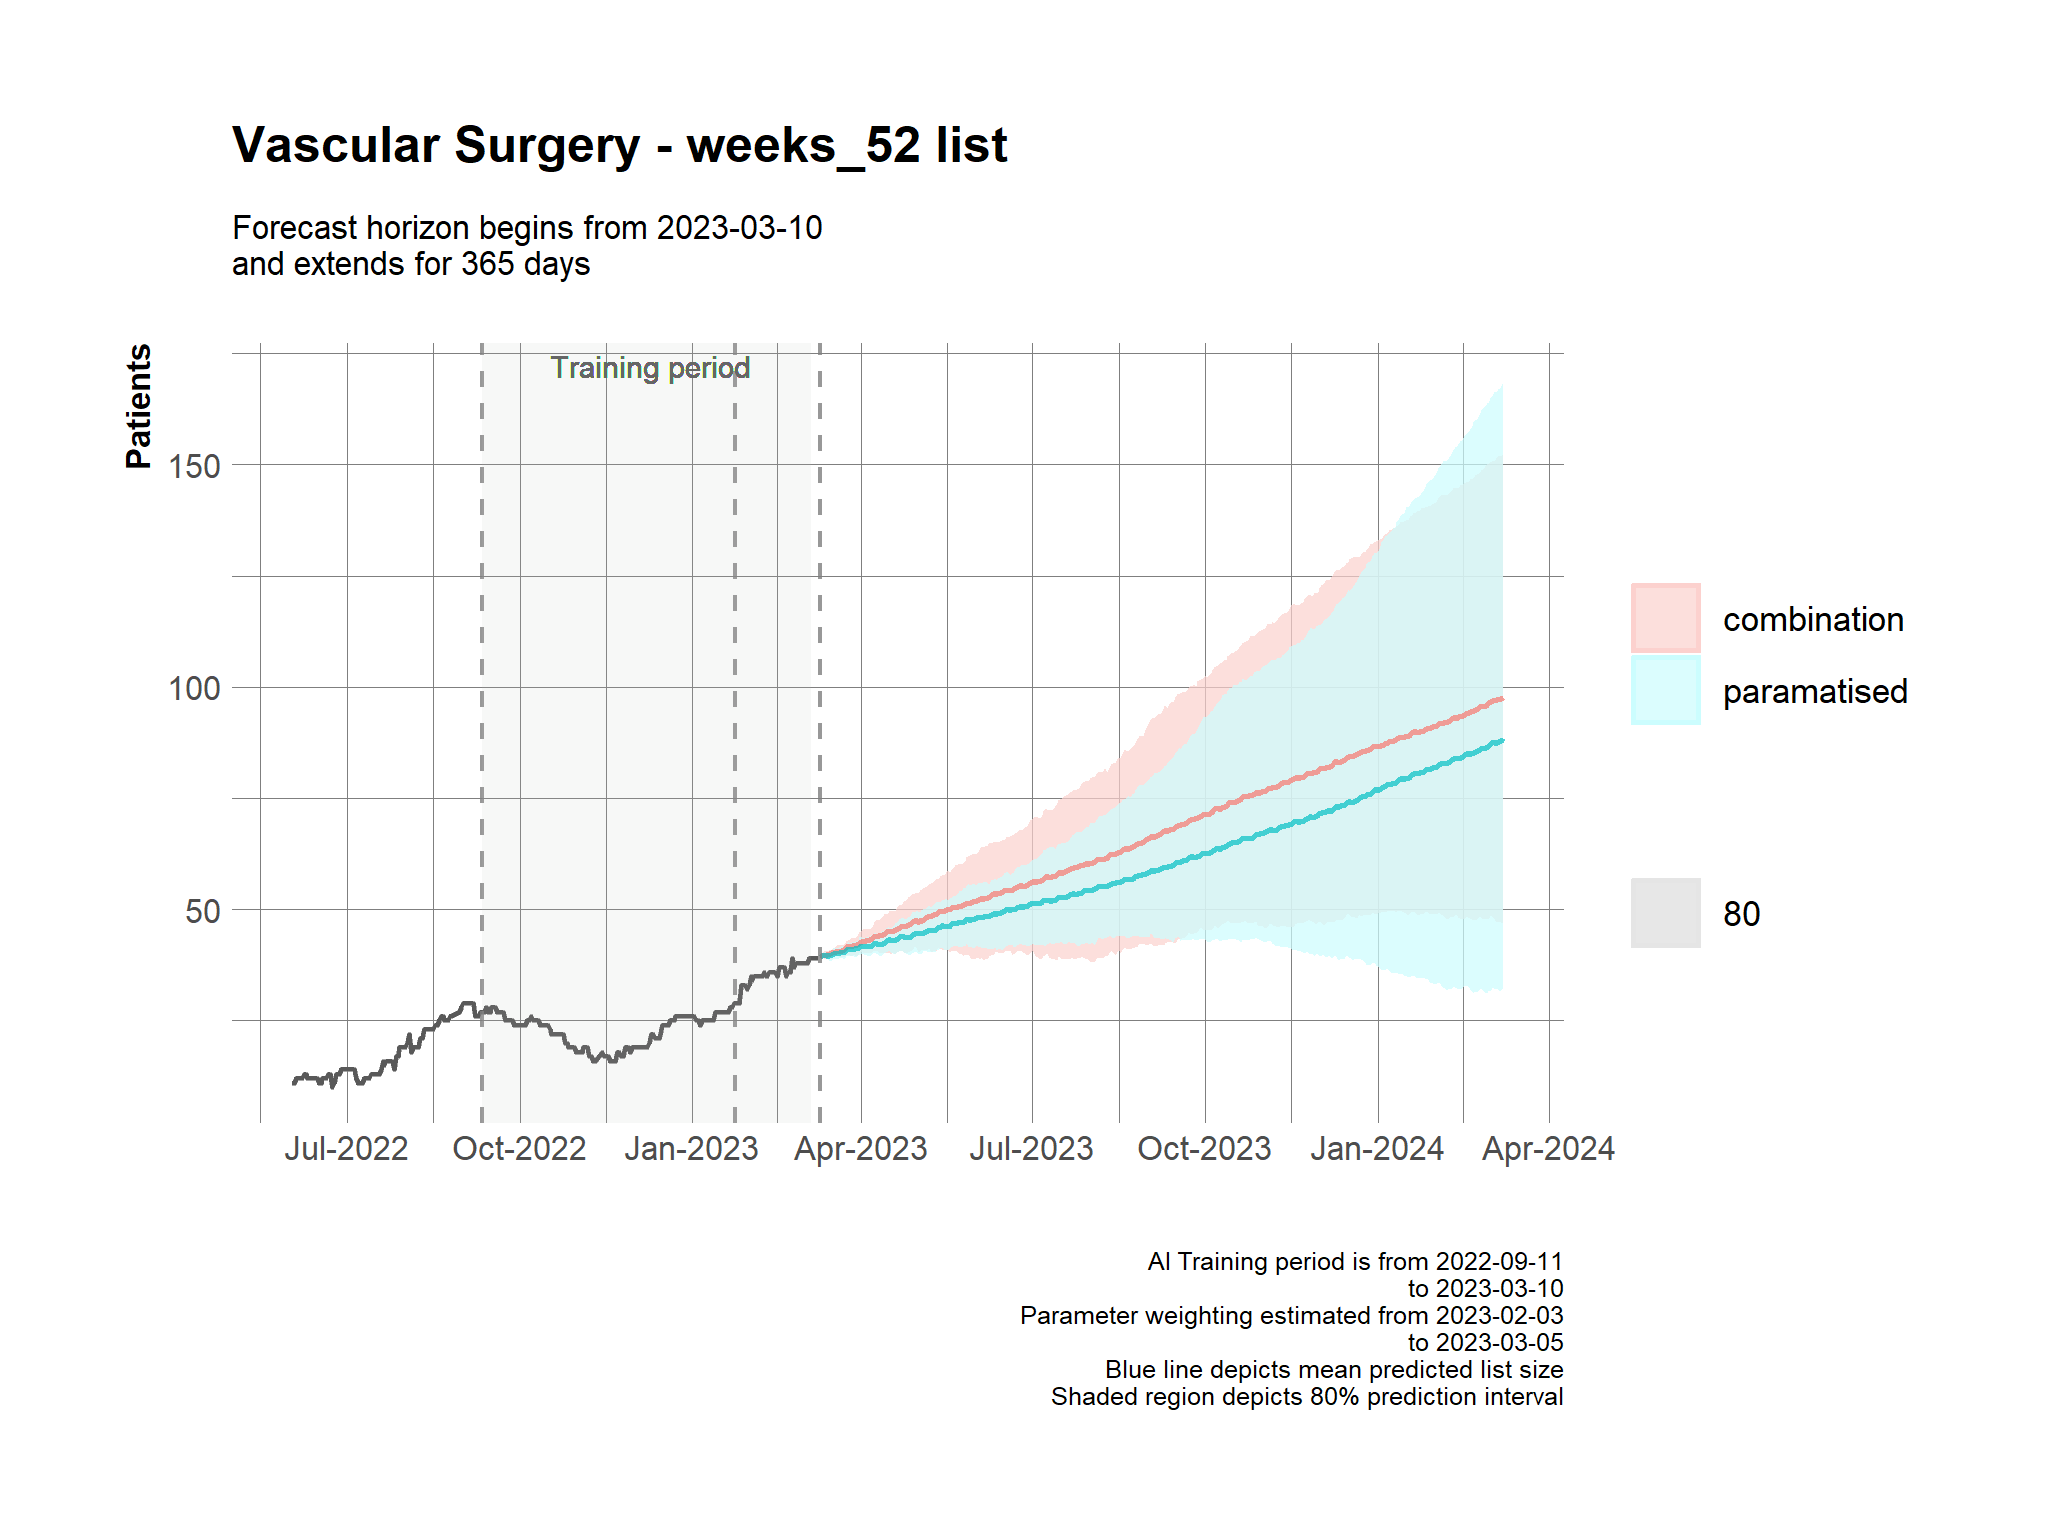 Vascular Surgery - weeks_52 list
Forecast horizon begins from 2023-03-10
and extends for 365 days
Patients
Training period
150
100
50
Jul-2022
Oct-2022
Jan-2023
Apr-2023
Jul-2023
Oct-2023
Jan-2024
Apr-2024
combination
paramatised
80
AI Training period is from 2022-09-11
to 2023-03-10
Parameter weighting estimated from 2023-02-03
to 2023-03-05
Blue line depicts mean predicted list size
Shaded region depicts 80% prediction interval